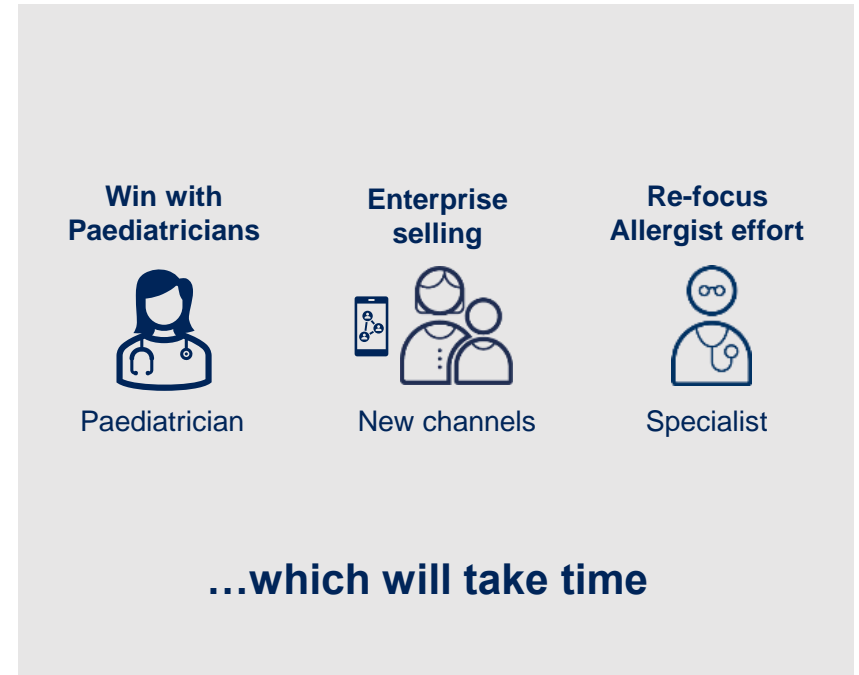 Win with
Paediatricians
Enterprise
selling
Re-focus
Allergist effort
Paediatrician
New channels
Specialist
…which will take time